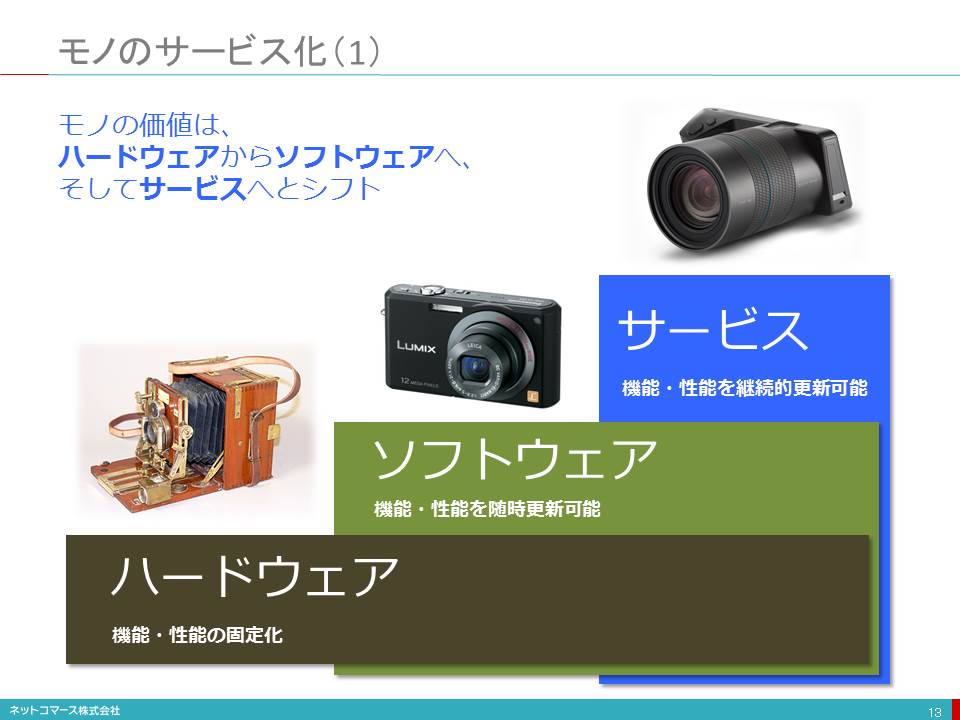 モノのサービス化（1）
モノの価値は、
ハードウェアからソフトウェアへ、
そしてサービスへとシフト
サービス
機能・性能を継続的更新可能
LUMIX
LEICA
12 MEGA PIXELS
ソフトウェア
機能・性能を随時更新可能
ハードウェア
機能・性能の固定化
ネットコマース株式会社
13